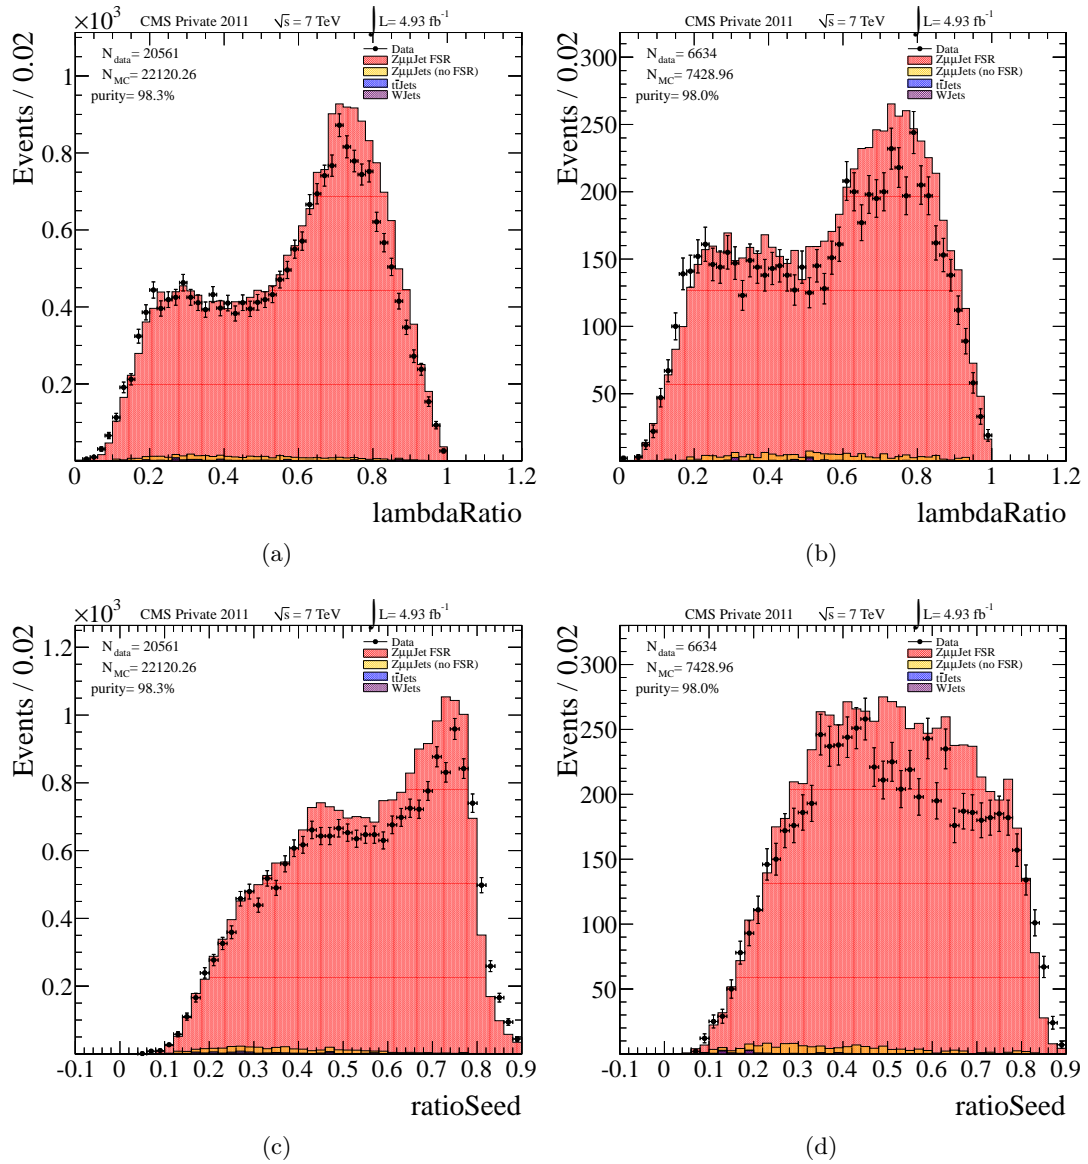 ×10³
CMS Private 2011 √s = 7 TeV L= 4.93 fb⁻¹
N_data = 20561
N_MC = 22120.26
purity= 98.3%
Data
ZμμJet FSR
ZμμJets (no FSR)
tt̄Jets
WJets
Events / 0.02
1
0.8
0.6
0.4
0.2
0 0.2 0.4 0.6 0.8 1 1.2
lambdaRatio
(a)
CMS Private 2011 √s = 7 TeV L= 4.93 fb⁻¹
N_data = 6634
N_MC = 7428.96
purity= 98.0%
Data
ZμμJet FSR
ZμμJets (no FSR)
tt̄Jets
WJets
Events / 0.02
300
250
200
150
100
50
0 0.2 0.4 0.6 0.8 1 1.2
lambdaRatio
(b)
×10³
CMS Private 2011 √s = 7 TeV L= 4.93 fb⁻¹
N_data = 20561
N_MC = 22120.26
purity= 98.3%
Data
ZμμJet FSR
ZμμJets (no FSR)
tt̄Jets
WJets
Events / 0.02
1.2
1
0.8
0.6
0.4
0.2
-0.1 0 0.1 0.2 0.3 0.4 0.5 0.6 0.7 0.8 0.9
ratioSeed
(c)
CMS Private 2011 √s = 7 TeV L= 4.93 fb⁻¹
N_data = 6634
N_MC = 7428.96
purity= 98.0%
Data
ZμμJet FSR
ZμμJets (no FSR)
tt̄Jets
WJets
Events / 0.02
300
250
200
150
100
50
-0.1 0 0.1 0.2 0.3 0.4 0.5 0.6 0.7 0.8 0.9
ratioSeed
(d)